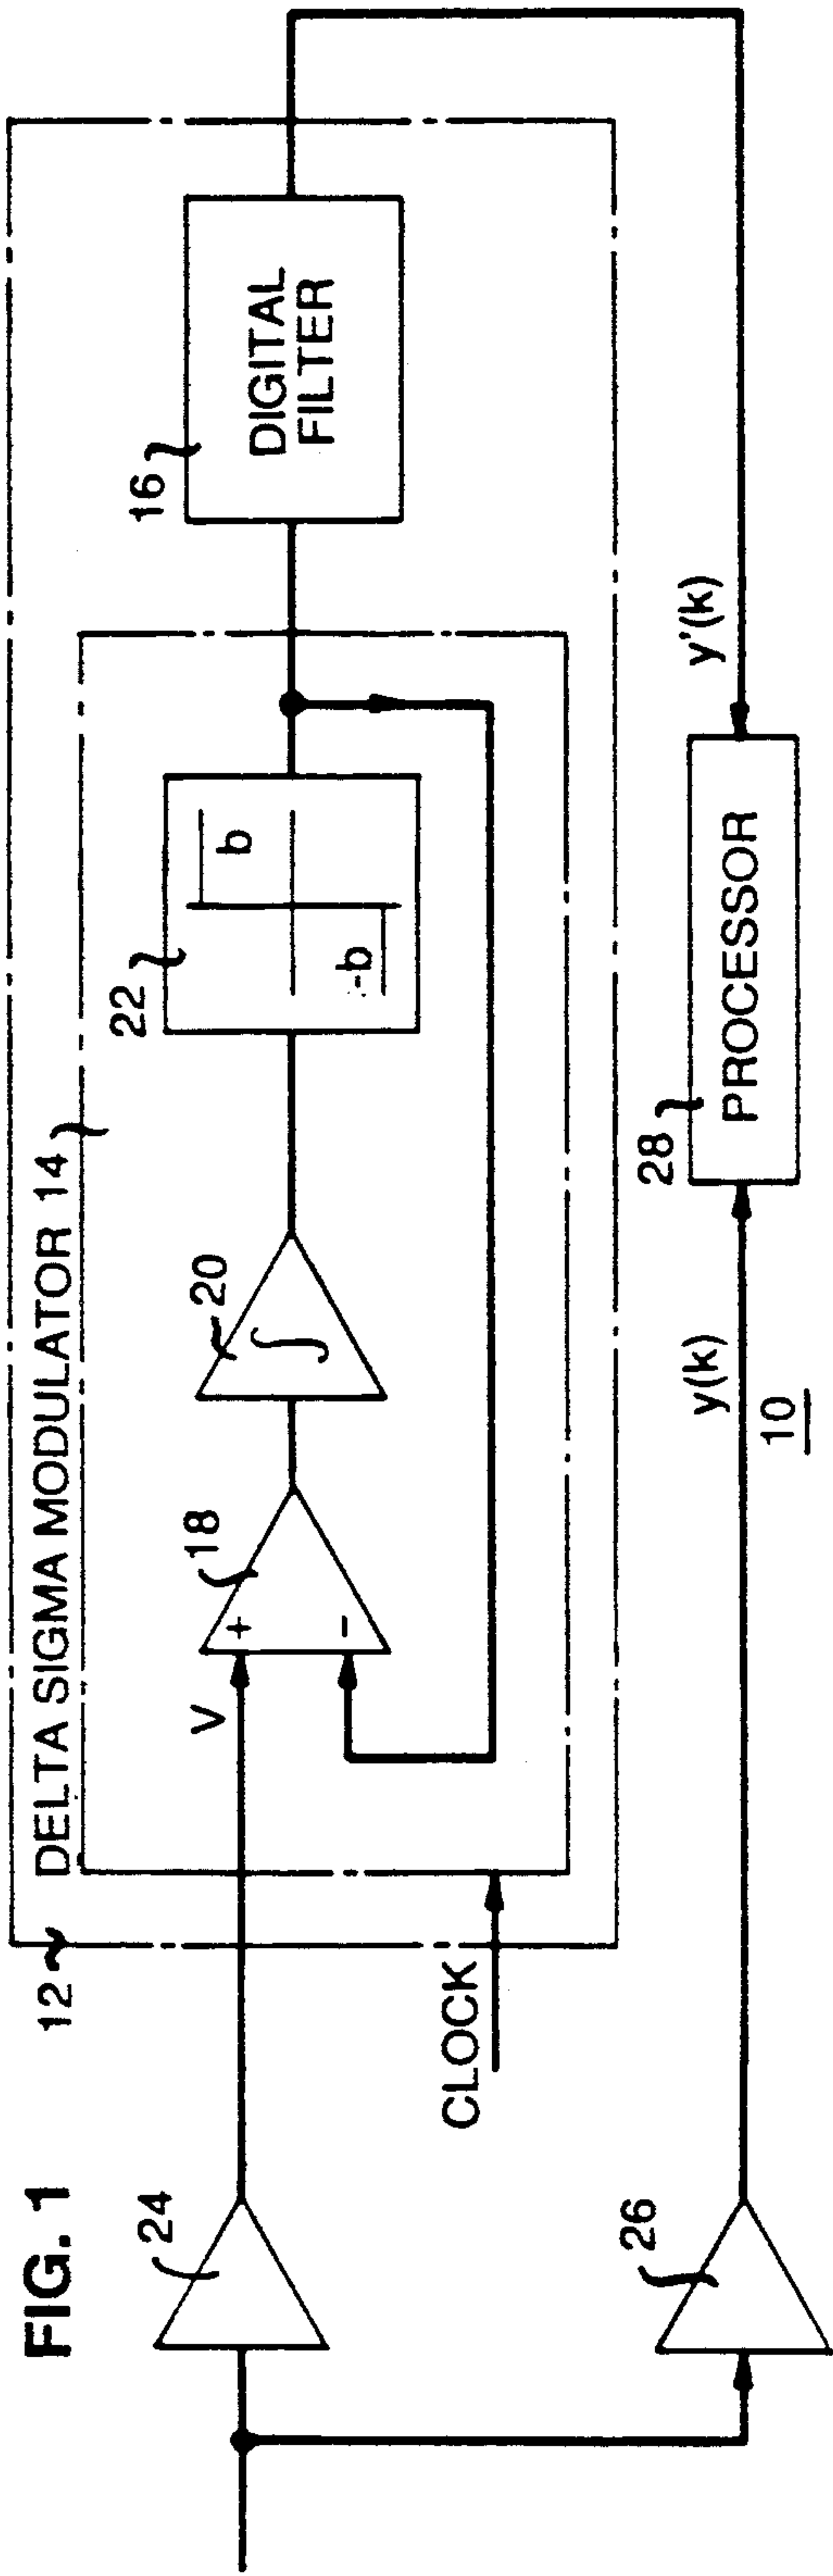 FIG. 1
12
DELTA SIGMA MODULATOR 14
24
V
+
-
18
20
∫
22
b
-b
16
DIGITAL
FILTER
CLOCK
26
y(k)
10
28
PROCESSOR
y'(k)